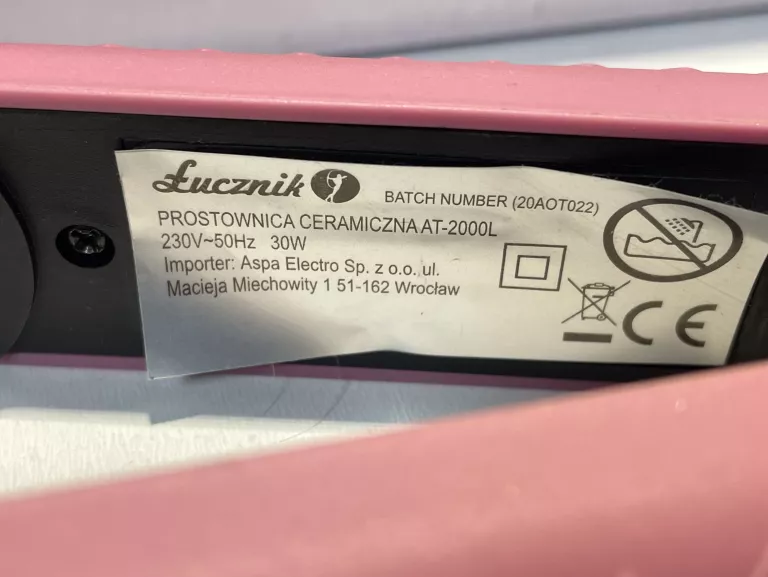 Łucznik
BATCH NUMBER (20AOT022)
PROSTOWNICA CERAMICZNA AT-2000L
230V~50Hz 30W
Importer: Aspa Electro Sp. z o.o. ul.
Macieja Miechowity 1 51-162 Wrocław
CE